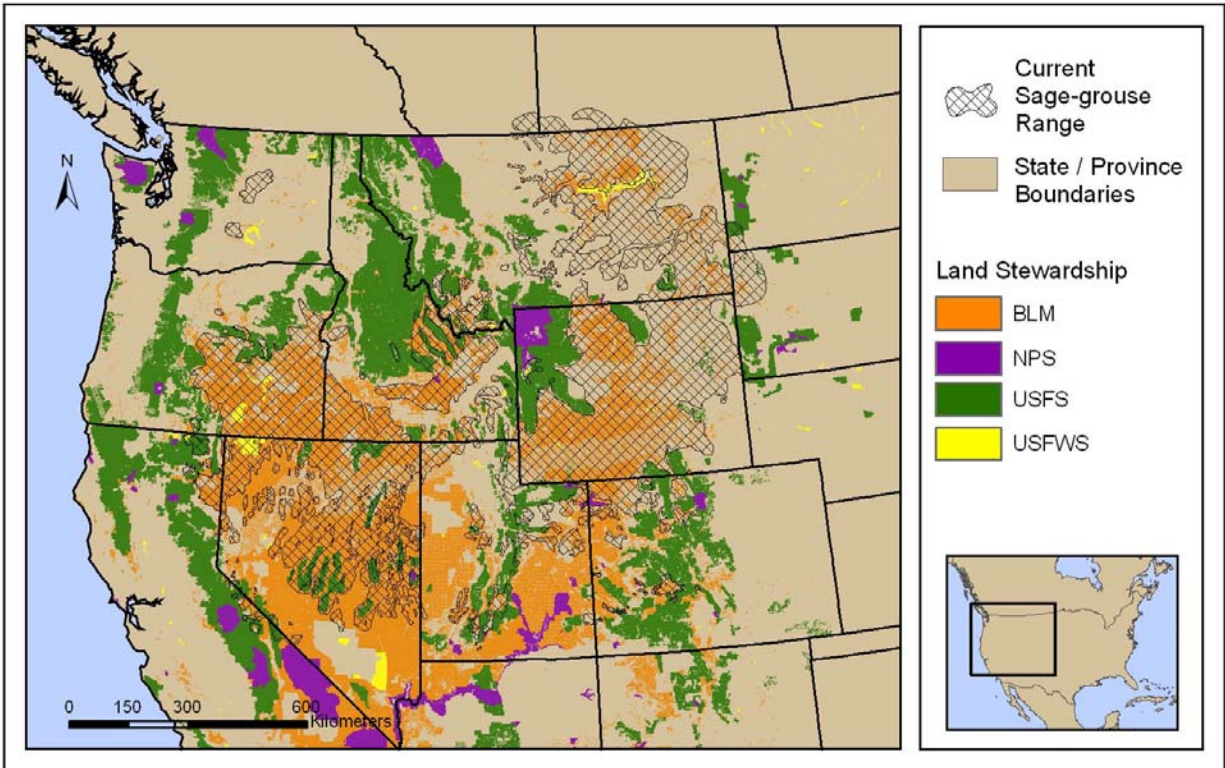 N
0 150 300 600
Kilometers
Current
Sage-grouse
Range
State / Province
Boundaries
Land Stewardship
BLM
NPS
USFS
USFWS